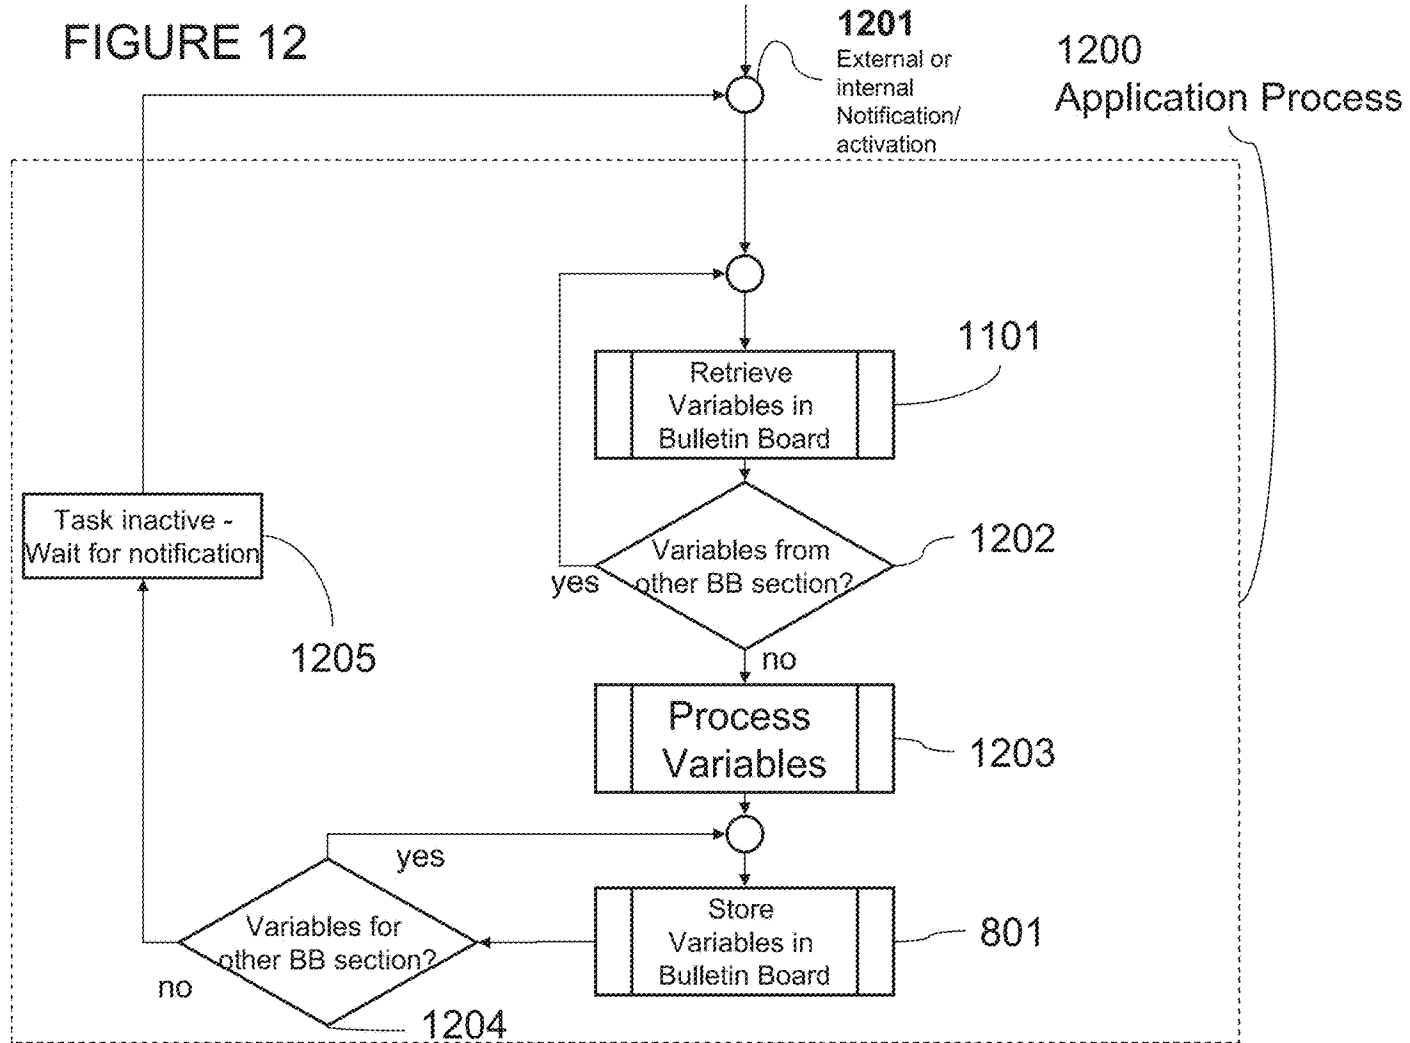 FIGURE 12
1201
External or
internal
Notification/
activation
1200
Application Process
1101
Retrieve
Variables in
Bulletin Board
Task inactive -
Wait for notification
1202
Variables from
other BB section?
yes
1205
no
Process
Variables
1203
yes
Variables for
other BB section?
Store
Variables in
Bulletin Board
801
no
1204